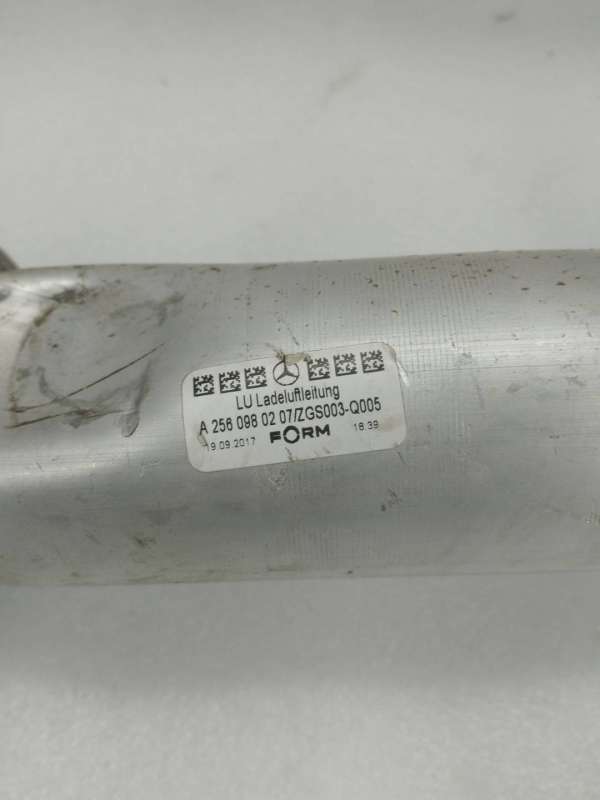 LU Ladeluftleitung
A 256 098 02 07/ZGS003-Q005
19.09.2017 FORM 16:39